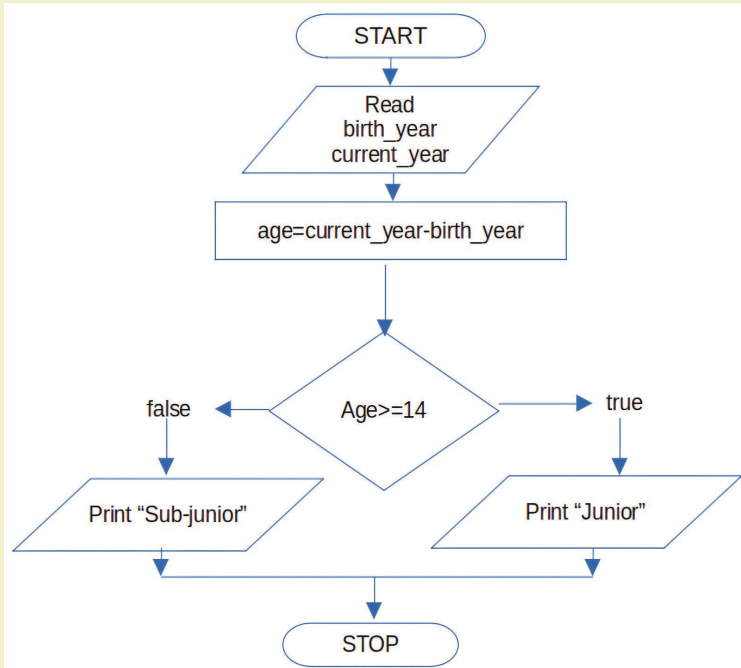 START
Read
birth_year
current_year
age=current_year-birth_year
Age>=14
false
true
Print “Sub-junior”
Print “Junior”
STOP